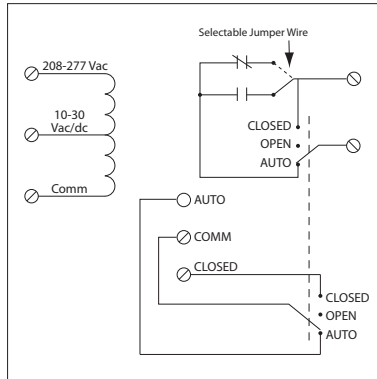 Selectable Jumper Wire
208-277 Vac
10-30
Vac/dc
Comm
CLOSED
OPEN
AUTO
AUTO
COMM
CLOSED
CLOSED
OPEN
AUTO